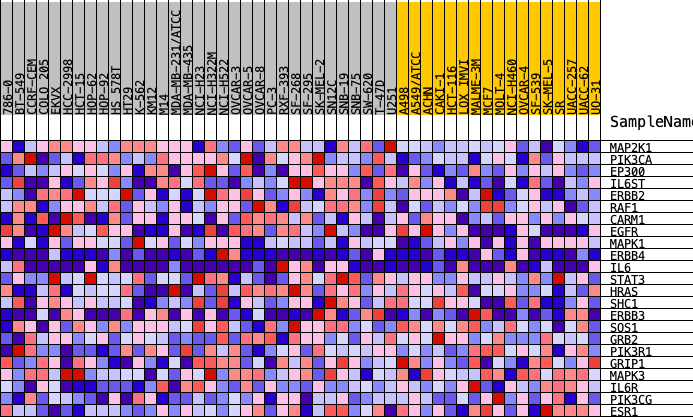 786-0
BT-549
CCRF-CEM
COLO 205
EKVX
HCC-2998
HCT-15
HOP-62
HOP-92
HS 578T
HT29
K-562
KM12
M14
MDA-MB-231/ATCC
MDA-MB-435
NCI-H23
NCI-H322M
NCI-H522
OVCAR-3
OVCAR-5
OVCAR-8
PC-3
RXF-393
SF-268
SF-295
SK-MEL-2
SN12C
SNB-19
SNB-75
SW-620
T-47D
U251
A498
A549/ATCC
ACHN
CAKI-1
HCT-116
LOX IMVI
MALME-3M
MCF7
MOLT-4
NCI-H460
OVCAR-4
SF-539
SK-MEL-5
SR
UACC-257
UACC-62
UO-31
SampleName
MAP2K1
PIK3CA
EP300
IL6ST
ERBB2
RAF1
CARM1
EGFR
MAPK1
ERBB4
IL6
STAT3
HRAS
SHC1
ERBB3
SOS1
GRB2
PIK3R1
GRIP1
MAPK3
IL6R
PIK3CG
ESR1